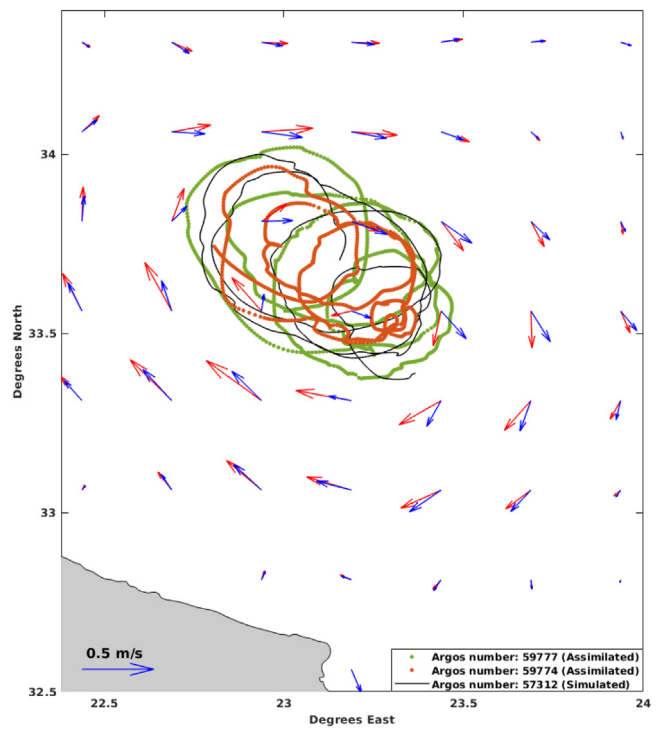 34
33.5
33
32.5
Degrees North
0.5 m/s
Argos number: 59777 (Assimilated)
Argos number: 59774 (Assimilated)
Argos number: 57312 (Simulated)
22.5
23
23.5
24
Degrees East